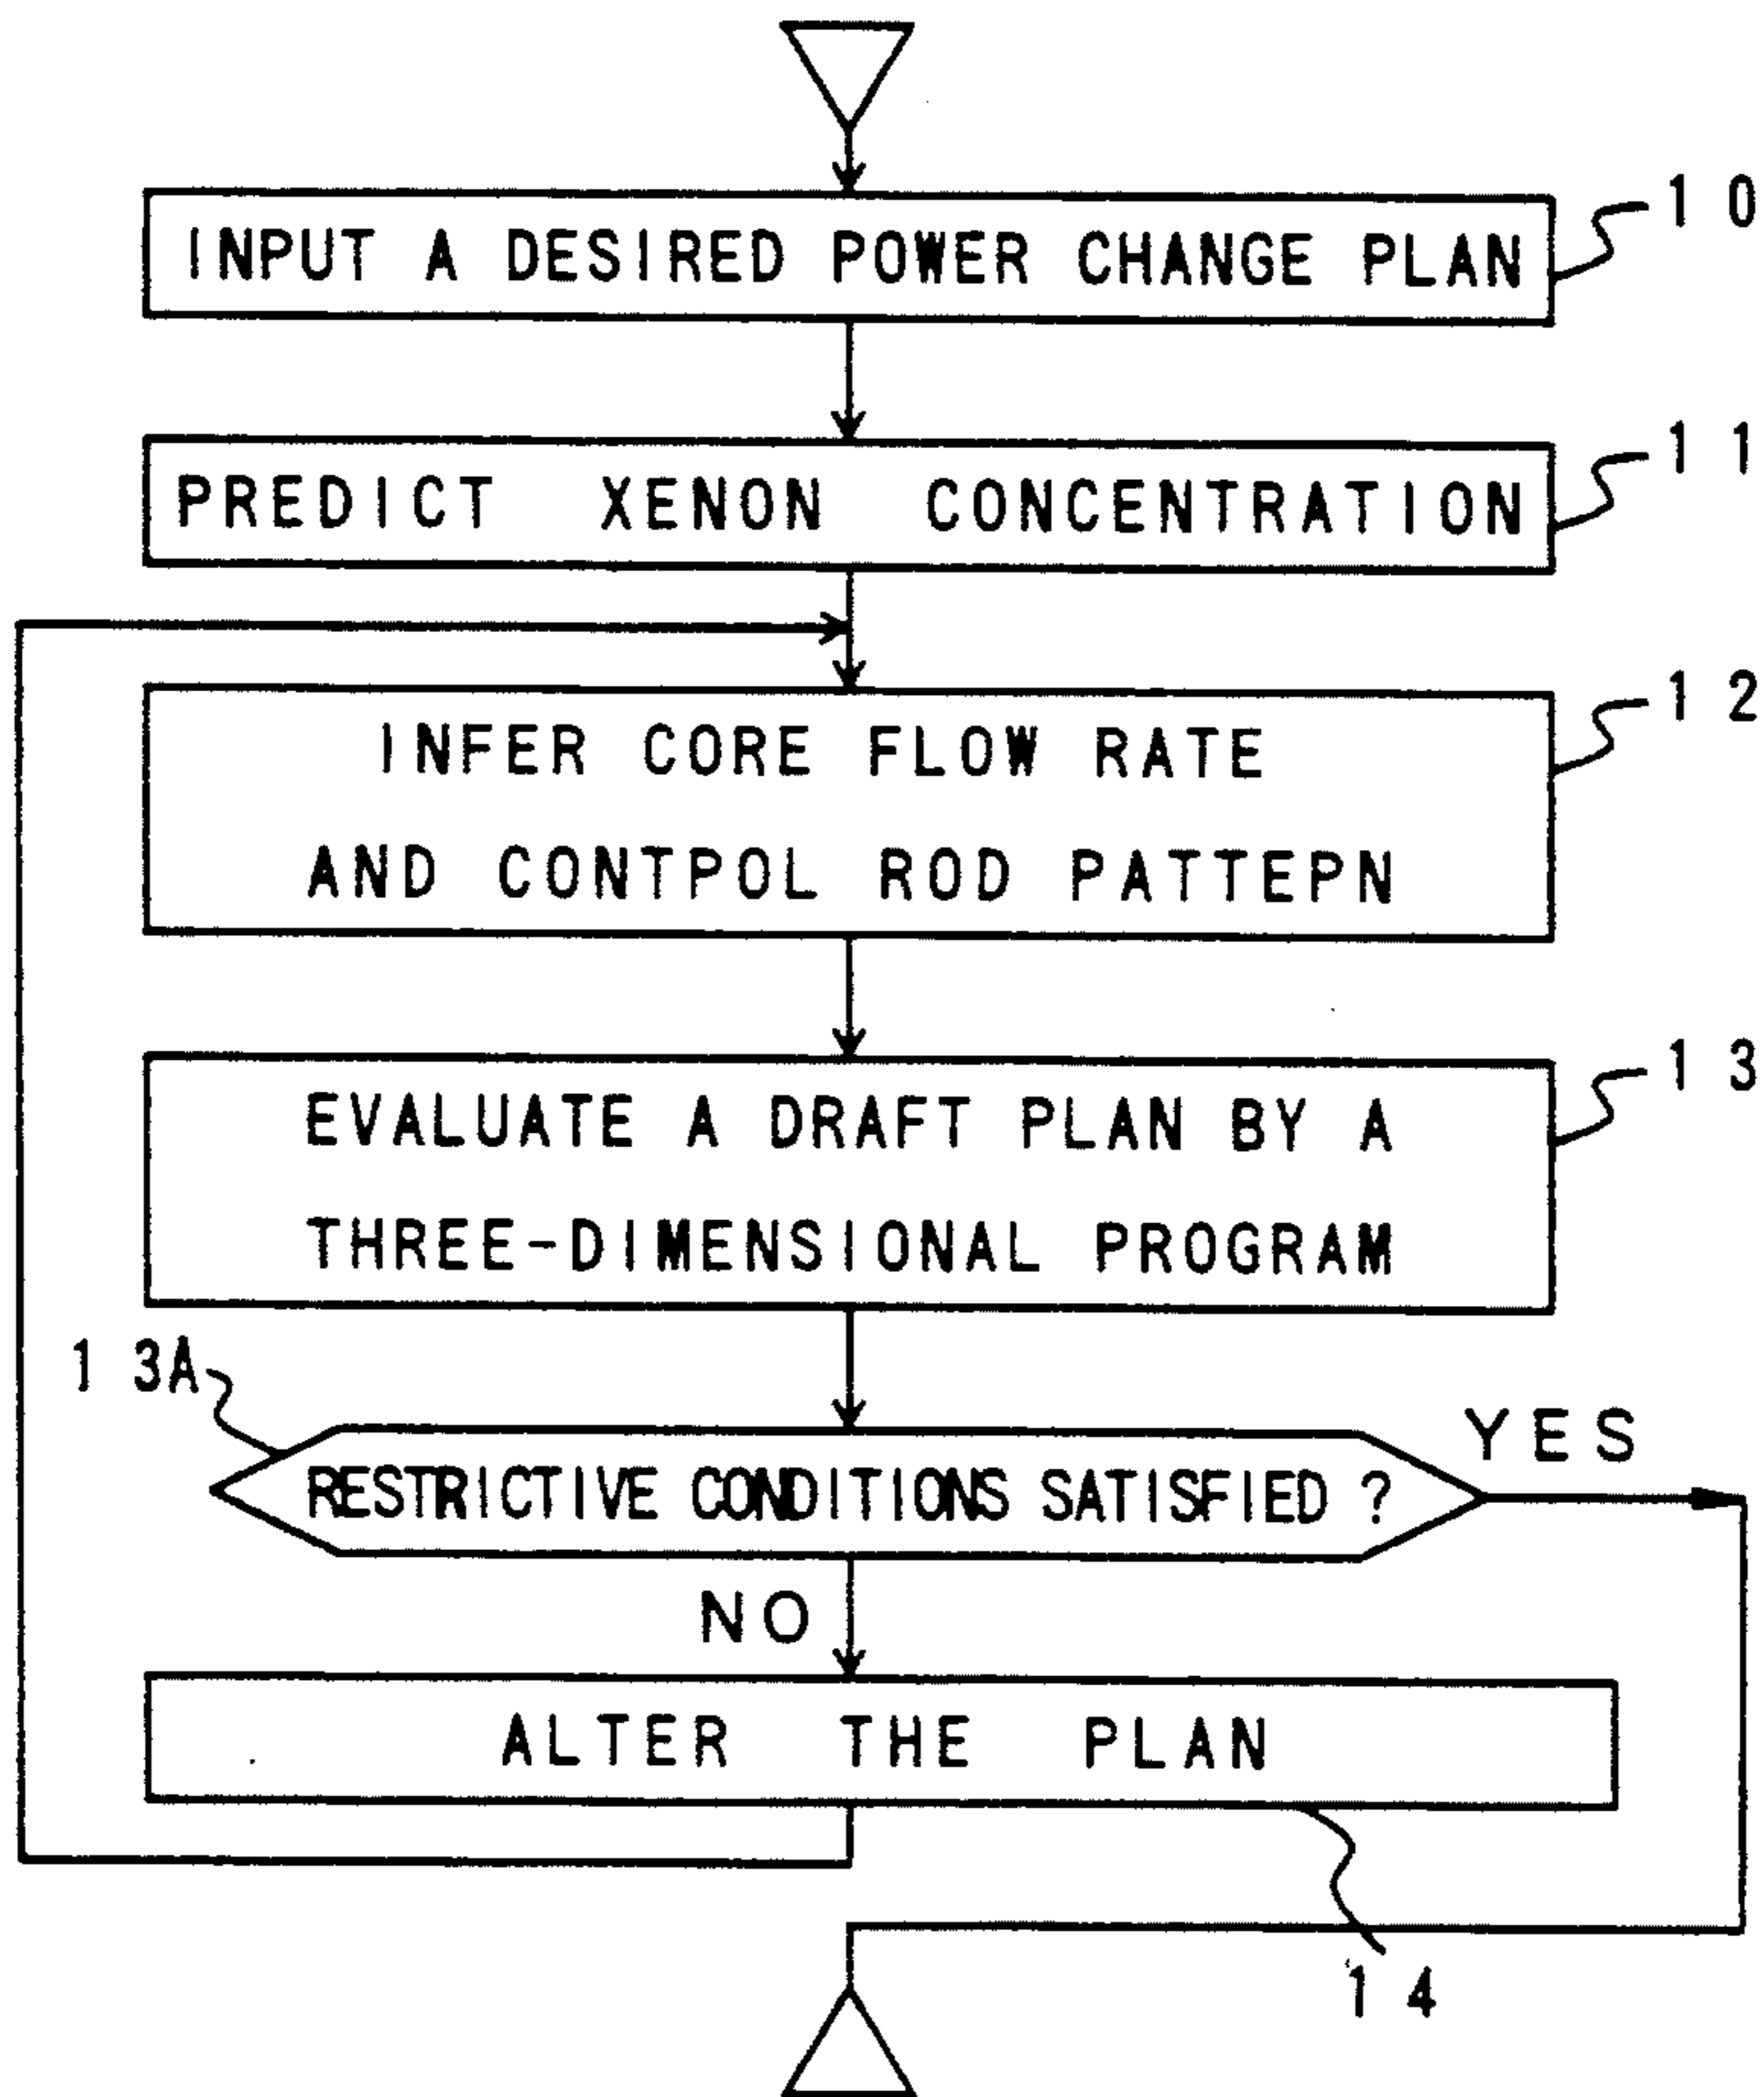 INPUT A DESIRED POWER CHANGE PLAN
10
PREDICT XENON CONCENTRATION
11
INFER CORE FLOW RATE
AND CONTPOL ROD PATTEPN
12
EVALUATE A DRAFT PLAN BY A
THREE-DIMENSIONAL PROGRAM
13
13A
RESTRICTIVE CONDITIONS SATISFIED ?
YES
NO
ALTER THE PLAN
14